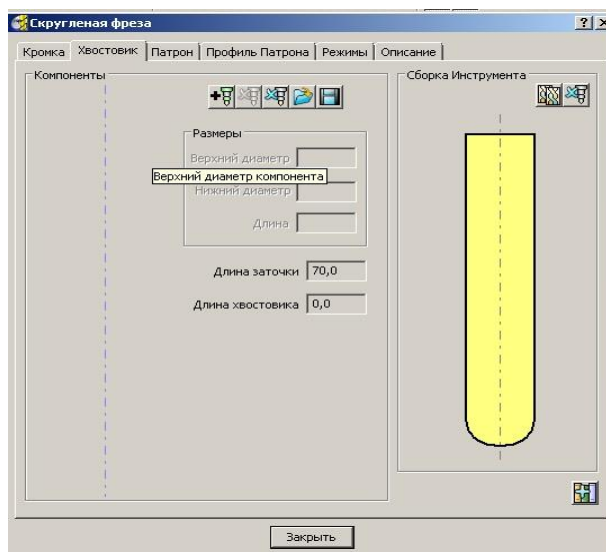 Скругленая фреза
Кромка Хвостовик Патрон Профиль Патрона Режимы Описание
Компоненты
Размеры
Верхний диаметр
Верхний диаметр компонента
Нижний диаметр
Длина
Длина заточки 70,0
Длина хвостовика 0,0
Сборка Инструмента
Закрыть